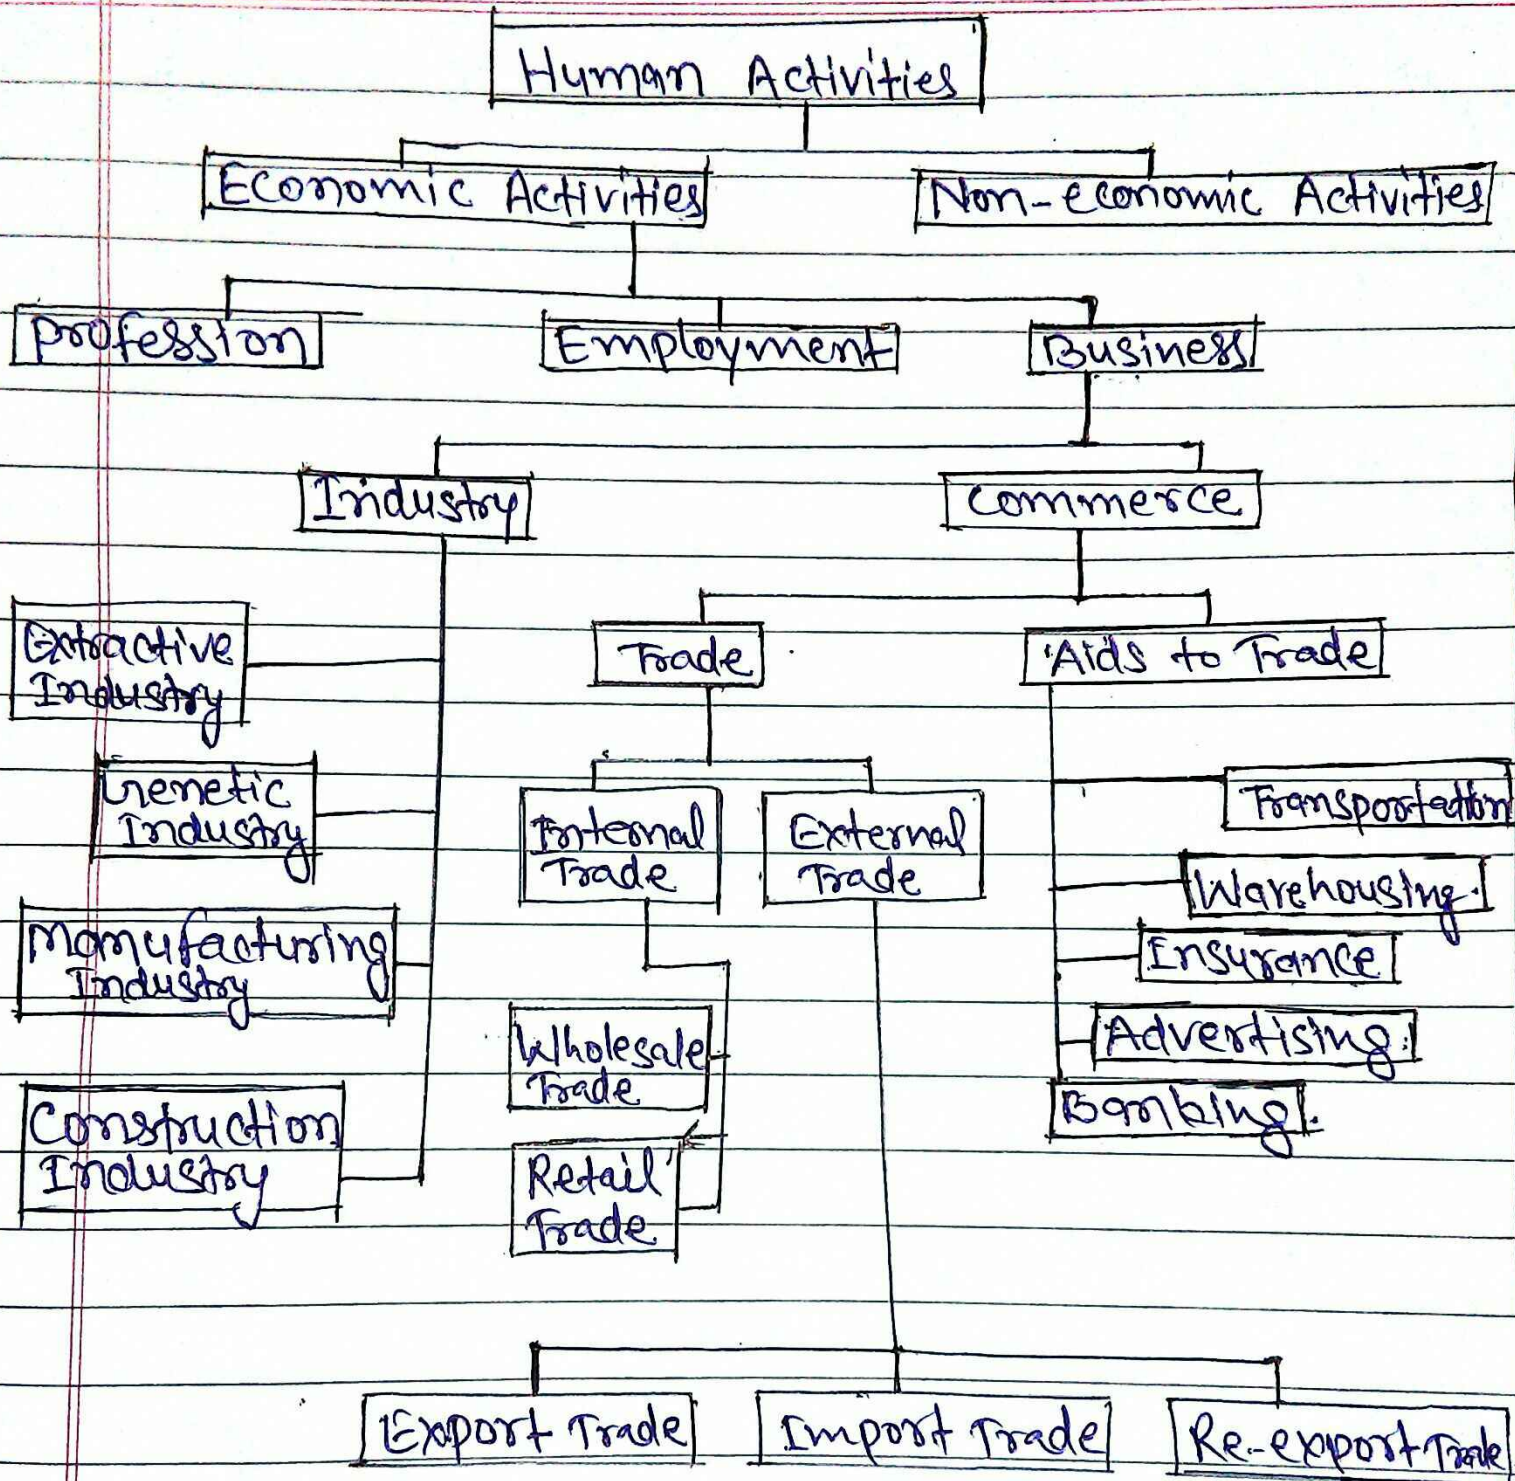 Human Activities
Economic Activities
Non-economic Activities
Profession
Employment
Business
Industry
Commerce
Extractive
Industry
Genetic
Industry
Manufacturing
Industry
Construction
Industry
Trade
Aids to Trade
Internal
Trade
External
Trade
Wholesale
Trade
Retail
Trade
Transportation
Warehousing.
Insurance
Advertising.
Banking.
Export Trade
Import Trade
Re-export Trade